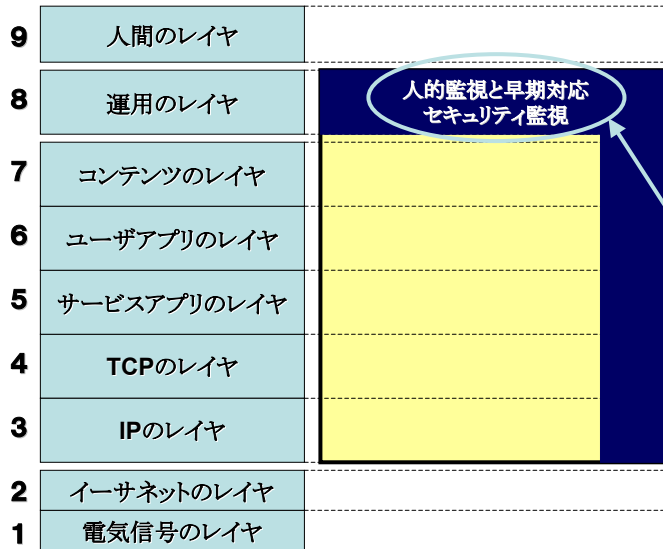 9 人間のレイヤ
8 運用のレイヤ
人的監視と早期対応
セキュリティ監視
7 コンテンツのレイヤ
6 ユーザアプリのレイヤ
5 サービスアプリのレイヤ
4 TCPのレイヤ
3 IPのレイヤ
2 イーサネットのレイヤ
1 電気信号のレイヤ